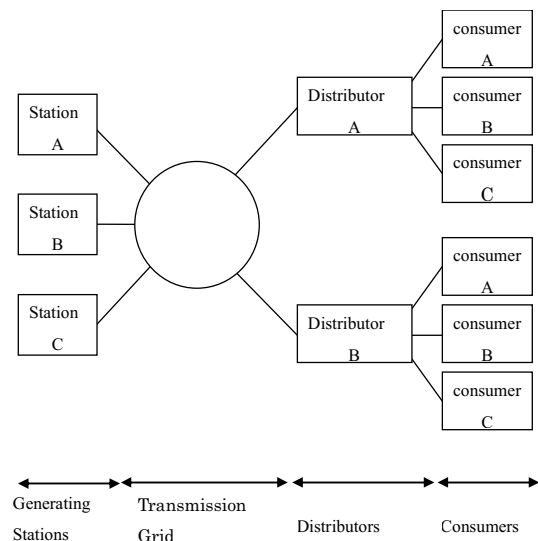 Station
A
Station
B
Station
C
Distributor
A
consumer
A
consumer
B
consumer
C
Distributor
B
consumer
A
consumer
B
consumer
C
Generating
Stations
Transmission
Grid
Distributors
Consumers